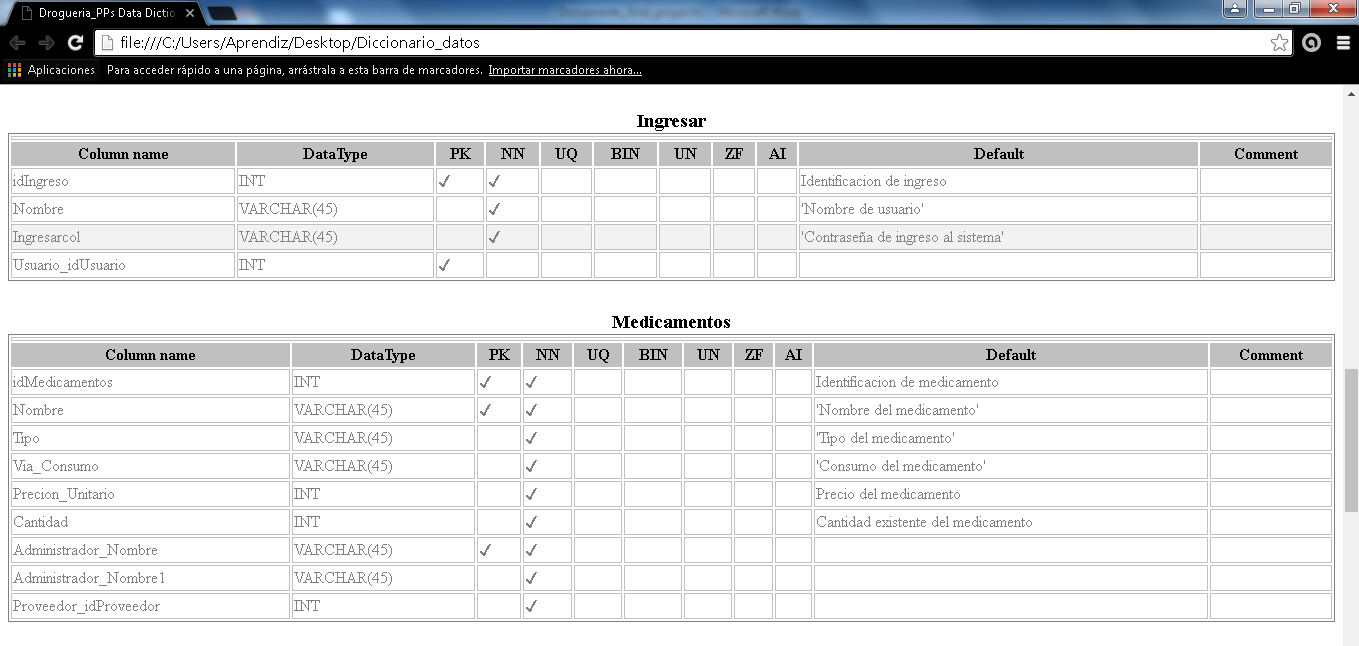 Drogueria_PPs Data Dictio
file:///C:/Users/Aprendiz/Desktop/Diccionario_datos
Aplicaciones Para acceder rápido a una página, arrástrala a esta barra de marcadores. Importar marcadores ahora...
Ingresar
Column name DataType PK NN UQ BIN UN ZF AI Default Comment
idIngreso INT ✓ ✓ Identificacion de ingreso
Nombre VARCHAR(45) ✓ 'Nombre de usuario'
Ingresarcol VARCHAR(45) ✓ 'Contraseña de ingreso al sistema'
Usuario_idUsuario INT ✓
Medicamentos
Column name DataType PK NN UQ BIN UN ZF AI Default Comment
idMedicamentos INT ✓ ✓ Identificacion de medicamento
Nombre VARCHAR(45) ✓ ✓ 'Nombre del medicamento'
Tipo VARCHAR(45) ✓ 'Tipo del medicamento'
Via_Consumo VARCHAR(45) ✓ 'Consumo del medicamento'
Precion_Unitario INT ✓ Precio del medicamento
Cantidad INT ✓ Cantidad existente del medicamento
Administrador_Nombre VARCHAR(45) ✓ ✓
Administrador_Nombre1 VARCHAR(45) ✓
Proveedor_idProveedor INT ✓